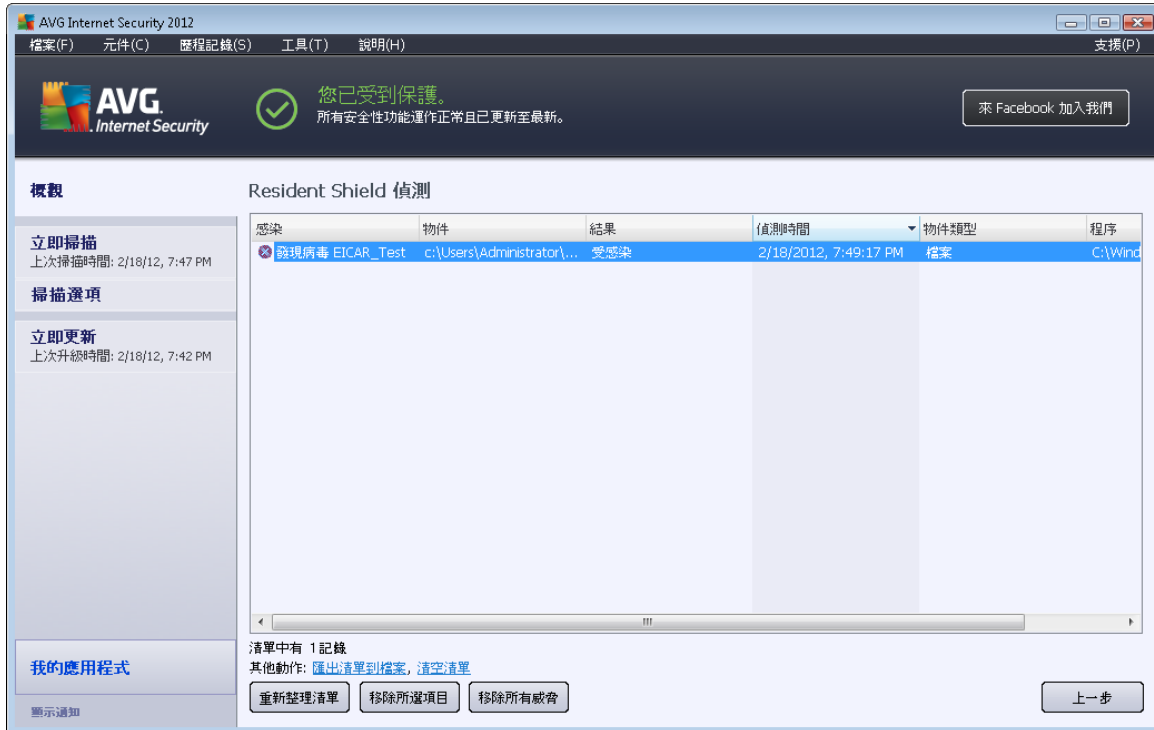 AVG Internet Security 2012
檔案(F) 元件(C) 歷程記錄(S) 工具(T) 說明(H) 支援(P)
AVG.
Internet Security
您已受到保護。
所有安全性功能運作正常且已更新至最新。
來 Facebook 加入我們
概觀
立即掃描
上次掃描時間: 2/18/12, 7:47 PM
掃描選項
立即更新
上次升級時間: 2/18/12, 7:42 PM
我的應用程式
顯示通知
Resident Shield 偵測
感染 物件 結果 偵測時間 物件類型 程序
發現病毒 EICAR_Test c:\Users\Administrator\... 受感染 2/18/2012, 7:49:17 PM 檔案 C:\Wind
清單中有 1記錄
其他動作: 匯出清單到檔案, 清空清單
重新整理清單 移除所選項目 移除所有威脅 上一步